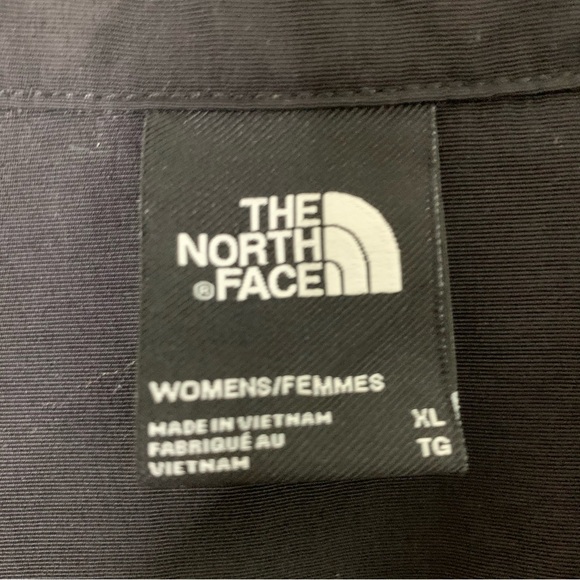 THE
NORTH
®FACE
WOMENS/FEMMES
MADE IN VIETNAM XL
FABRIQUÉ AU TG
VIETNAM